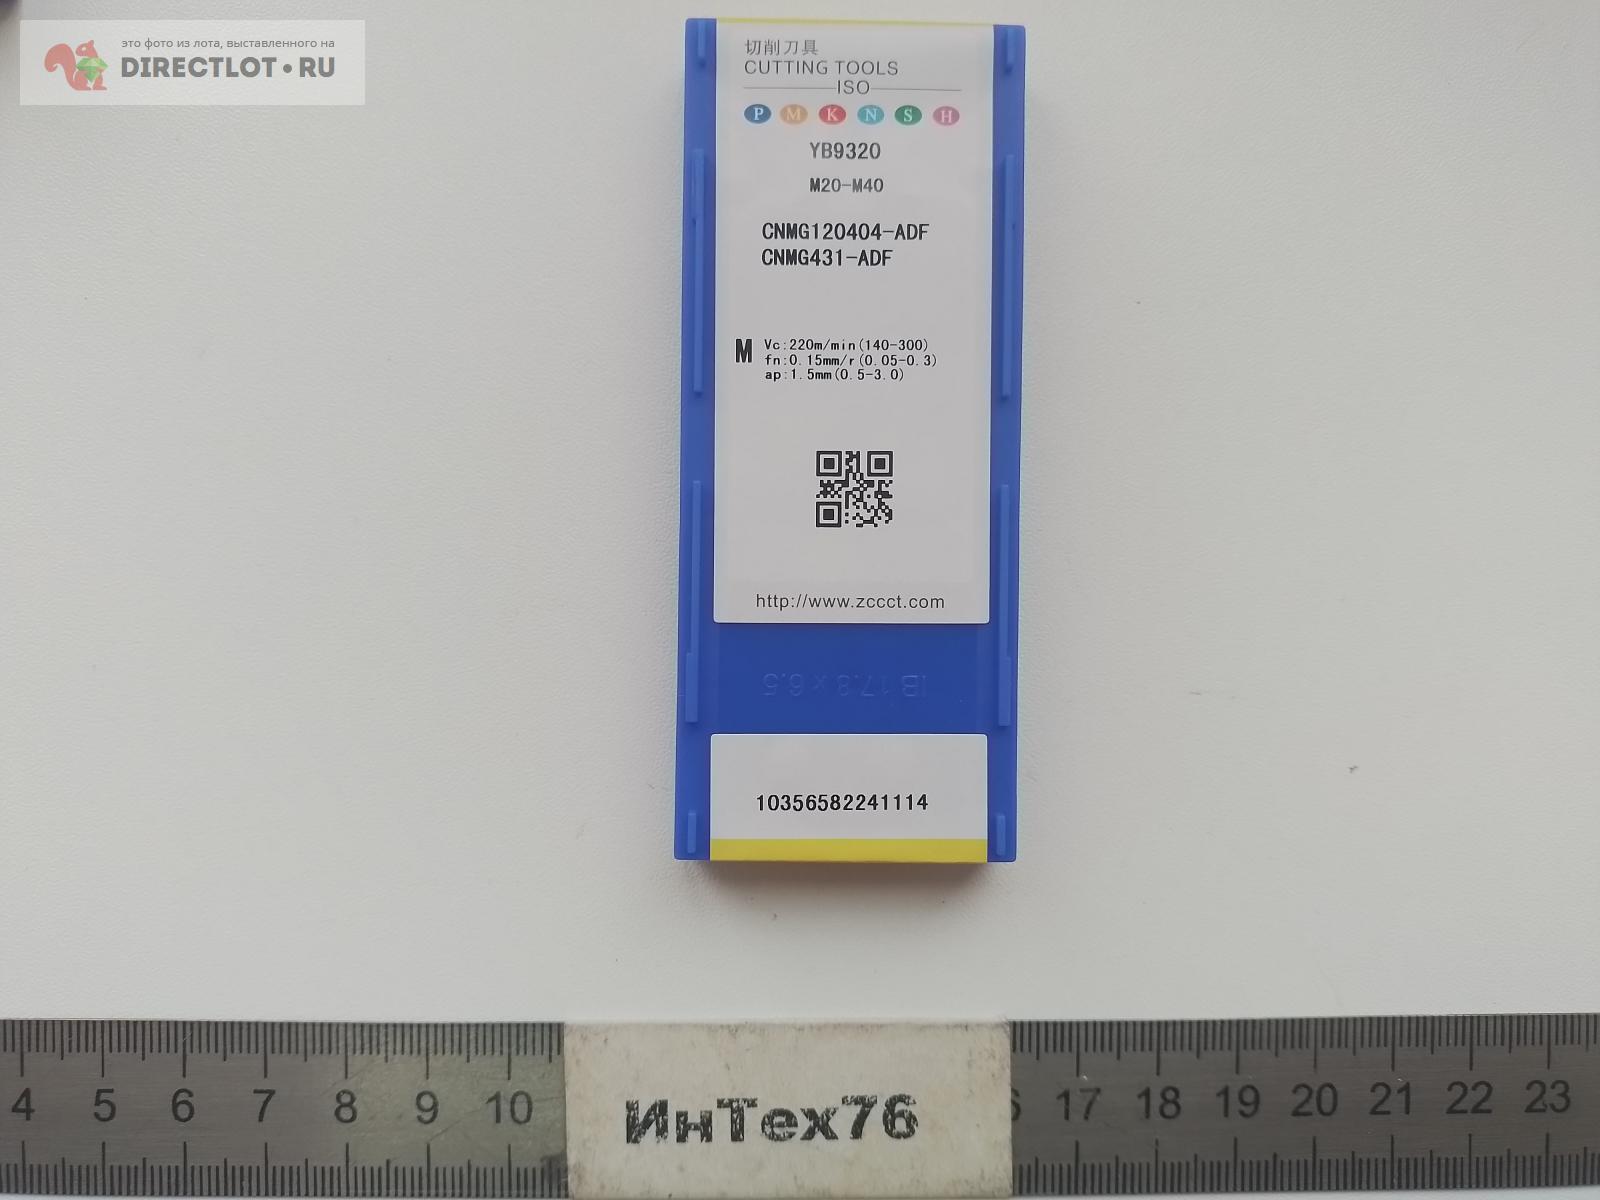 это фото из лота, выставленного на
DIRECTLOT•RU
切削刀具
CUTTING TOOLS
ISO
P M K N S H
YB9320
M20-M40
CNMG120404-ADF
CNMG431-ADF
M
Vc:220m/min(140-300)
fn:0.15mm/r(0.05-0.3)
ap:1.5mm(0.5-3.0)
http://www.zccct.com
IB 17.8 x 6.5
10356582241114
4 5 6 7 8 9 10 17 18 19 20 21 22 23
ИнТех76